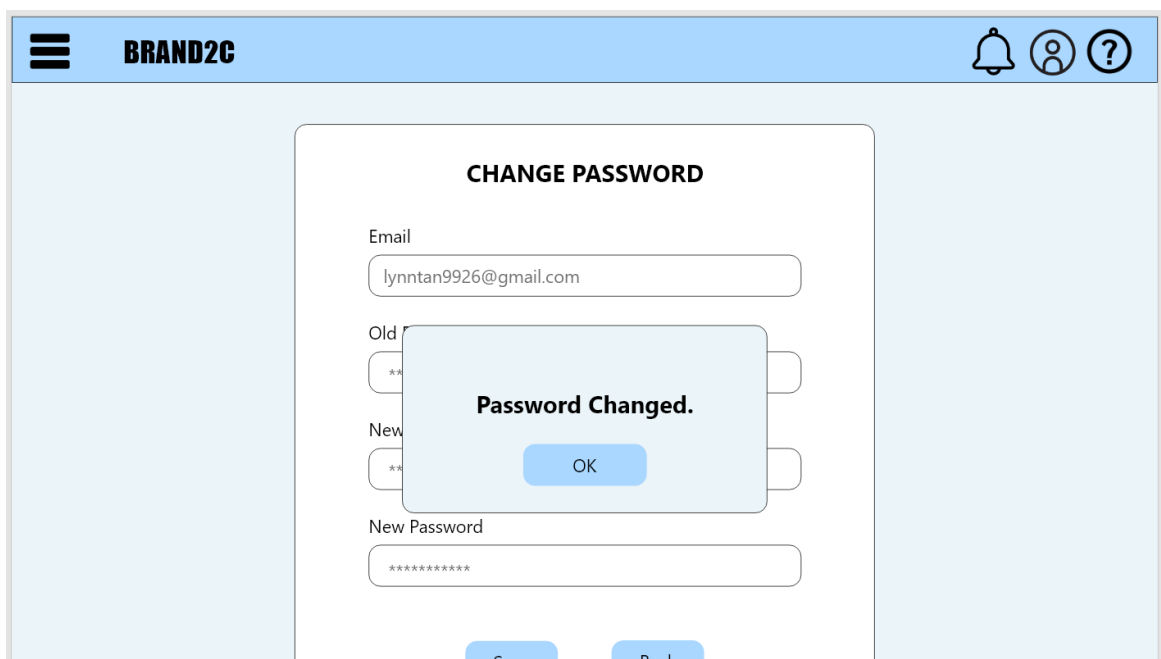 BRAND2C
CHANGE PASSWORD
Email
lynntan9926@gmail.com
Old
**
Password Changed.
New
**
OK
New Password
***********